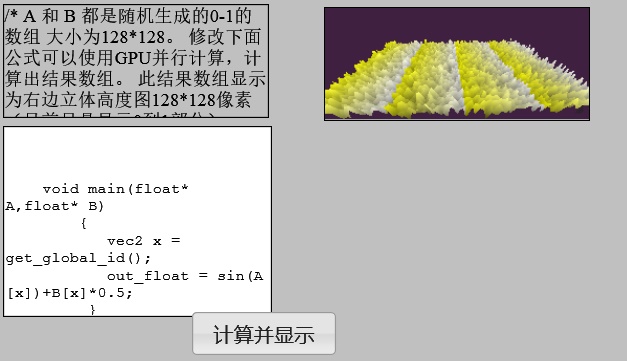 /* A 和 B 都是随机生成的0-1的
数组 大小为128*128。 修改下面
公式可以使用GPU并行计算，计
算出结果数组。 此结果数组显示
为右边立体高度图128*128像素
void main(float*
A,float* B)
{
vec2 x =
get_global_id();
out_float = sin(A
[x])+B[x]*0.5;
}
计算并显示